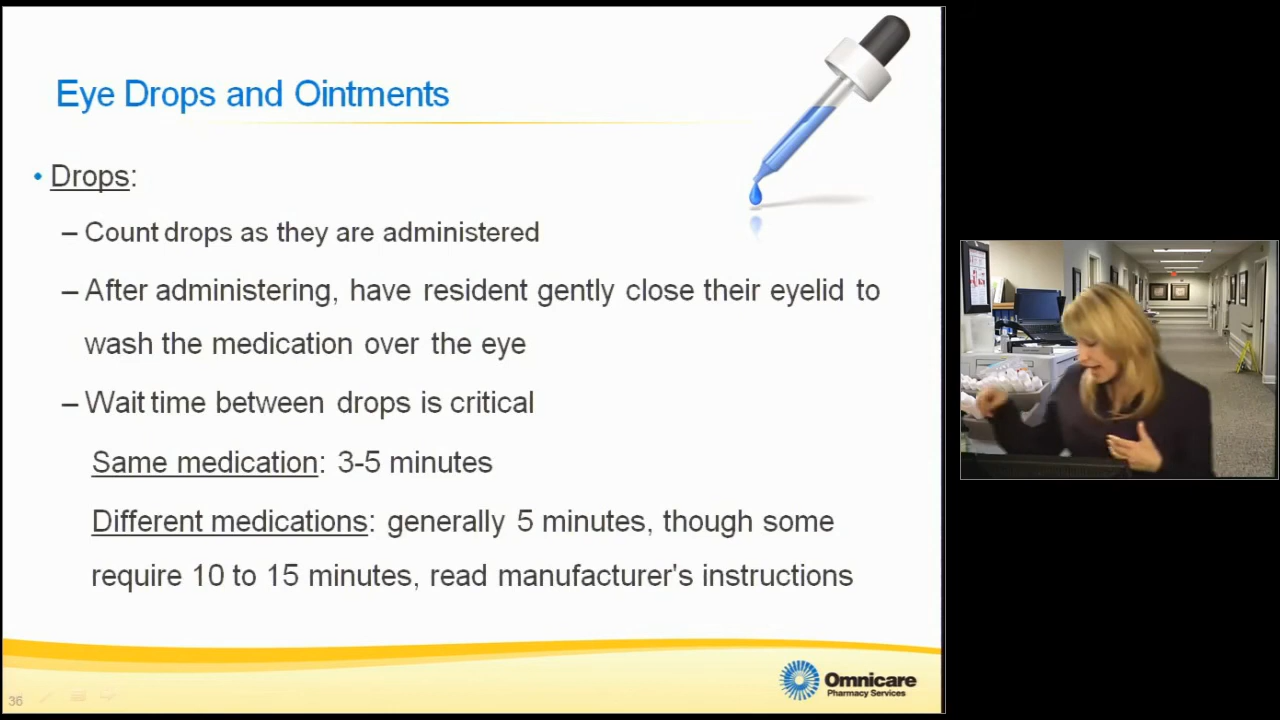 Eye Drops and Ointments
• Drops:
– Count drops as they are administered
– After administering, have resident gently close their eyelid to
wash the medication over the eye
– Wait time between drops is critical
Same medication: 3-5 minutes
Different medications: generally 5 minutes, though some
require 10 to 15 minutes, read manufacturer's instructions
36
Omnicare
Pharmacy Services